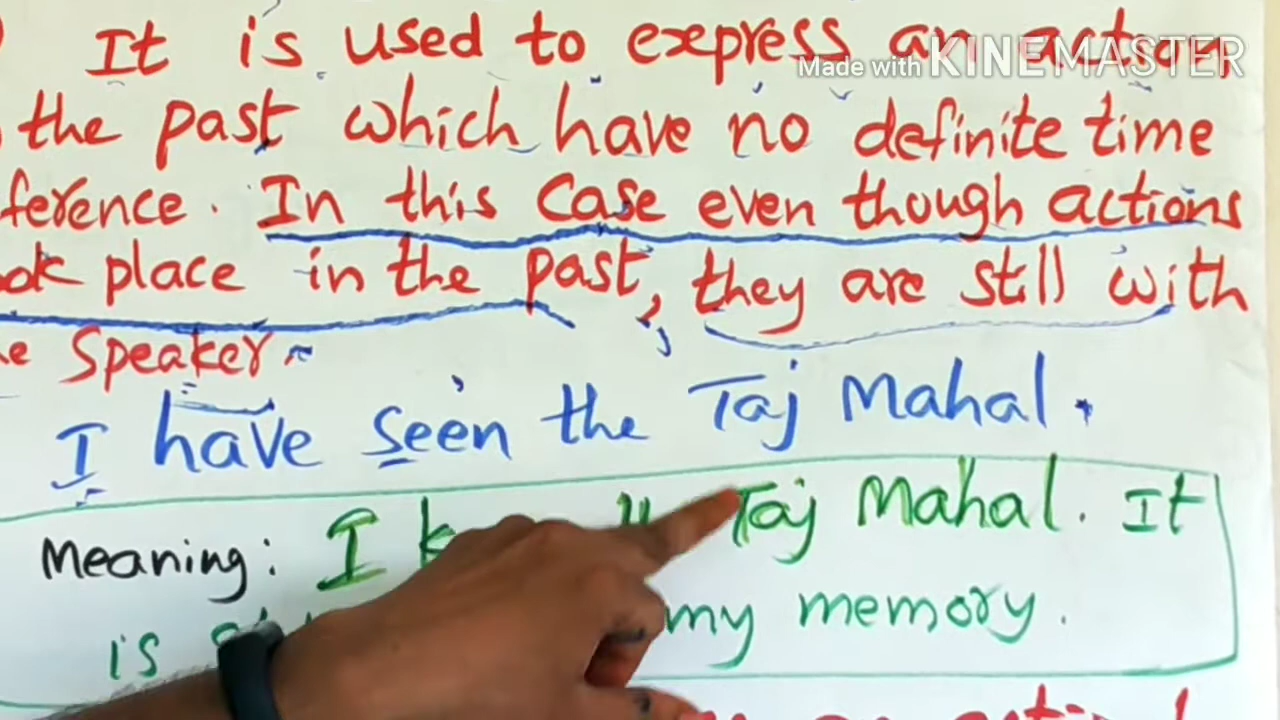 It is used to express an action
Made with KINEMASTER
the past which have no definite time
ference. In this case even though actions
ook place in the past, they are still with
e speaker.
I have seen the Taj Mahal.
Meaning: I k Taj Mahal. It
is my memory.